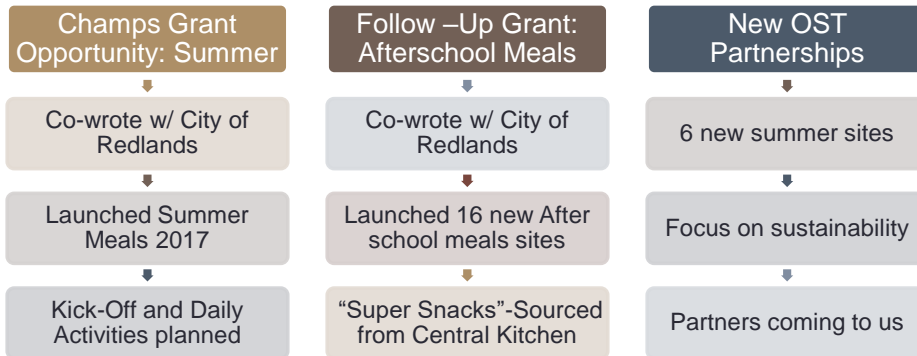 Champs Grant
Opportunity: Summer
Co-wrote w/ City of
Redlands
Launched Summer
Meals 2017
Kick-Off and Daily
Activities planned
Follow –Up Grant:
Afterschool Meals
Co-wrote w/ City of
Redlands
Launched 16 new After
school meals sites
“Super Snacks”-Sourced
from Central Kitchen
New OST
Partnerships
6 new summer sites
Focus on sustainability
Partners coming to us